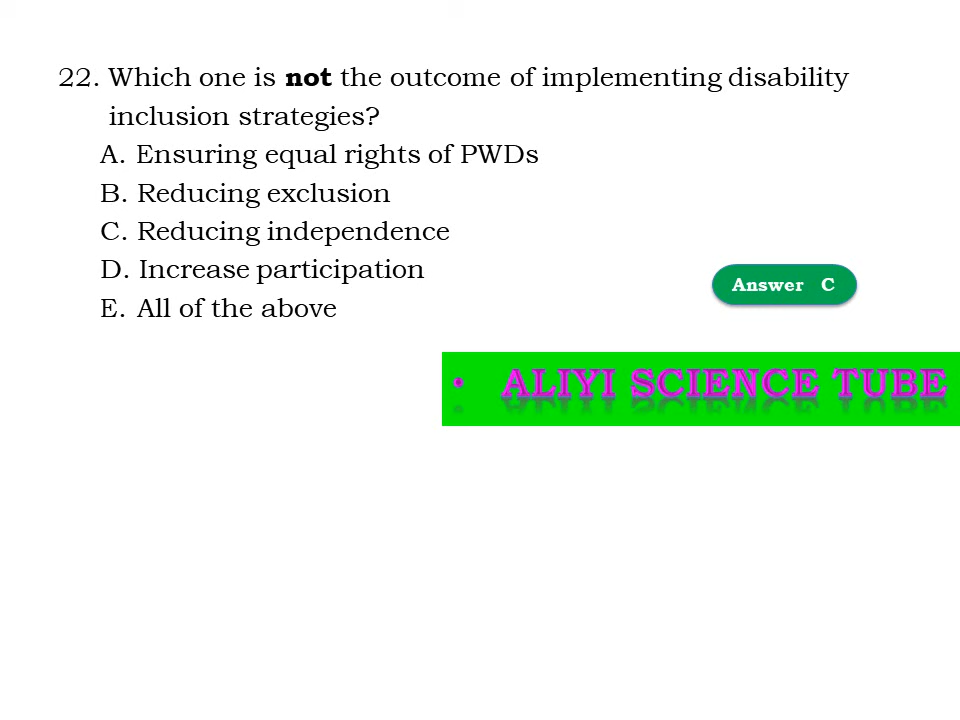 22. Which one is not the outcome of implementing disability
inclusion strategies?
A. Ensuring equal rights of PWDs
B. Reducing exclusion
C. Reducing independence
D. Increase participation
E. All of the above
Answer C
• ALIYI SCIENCE TUBE